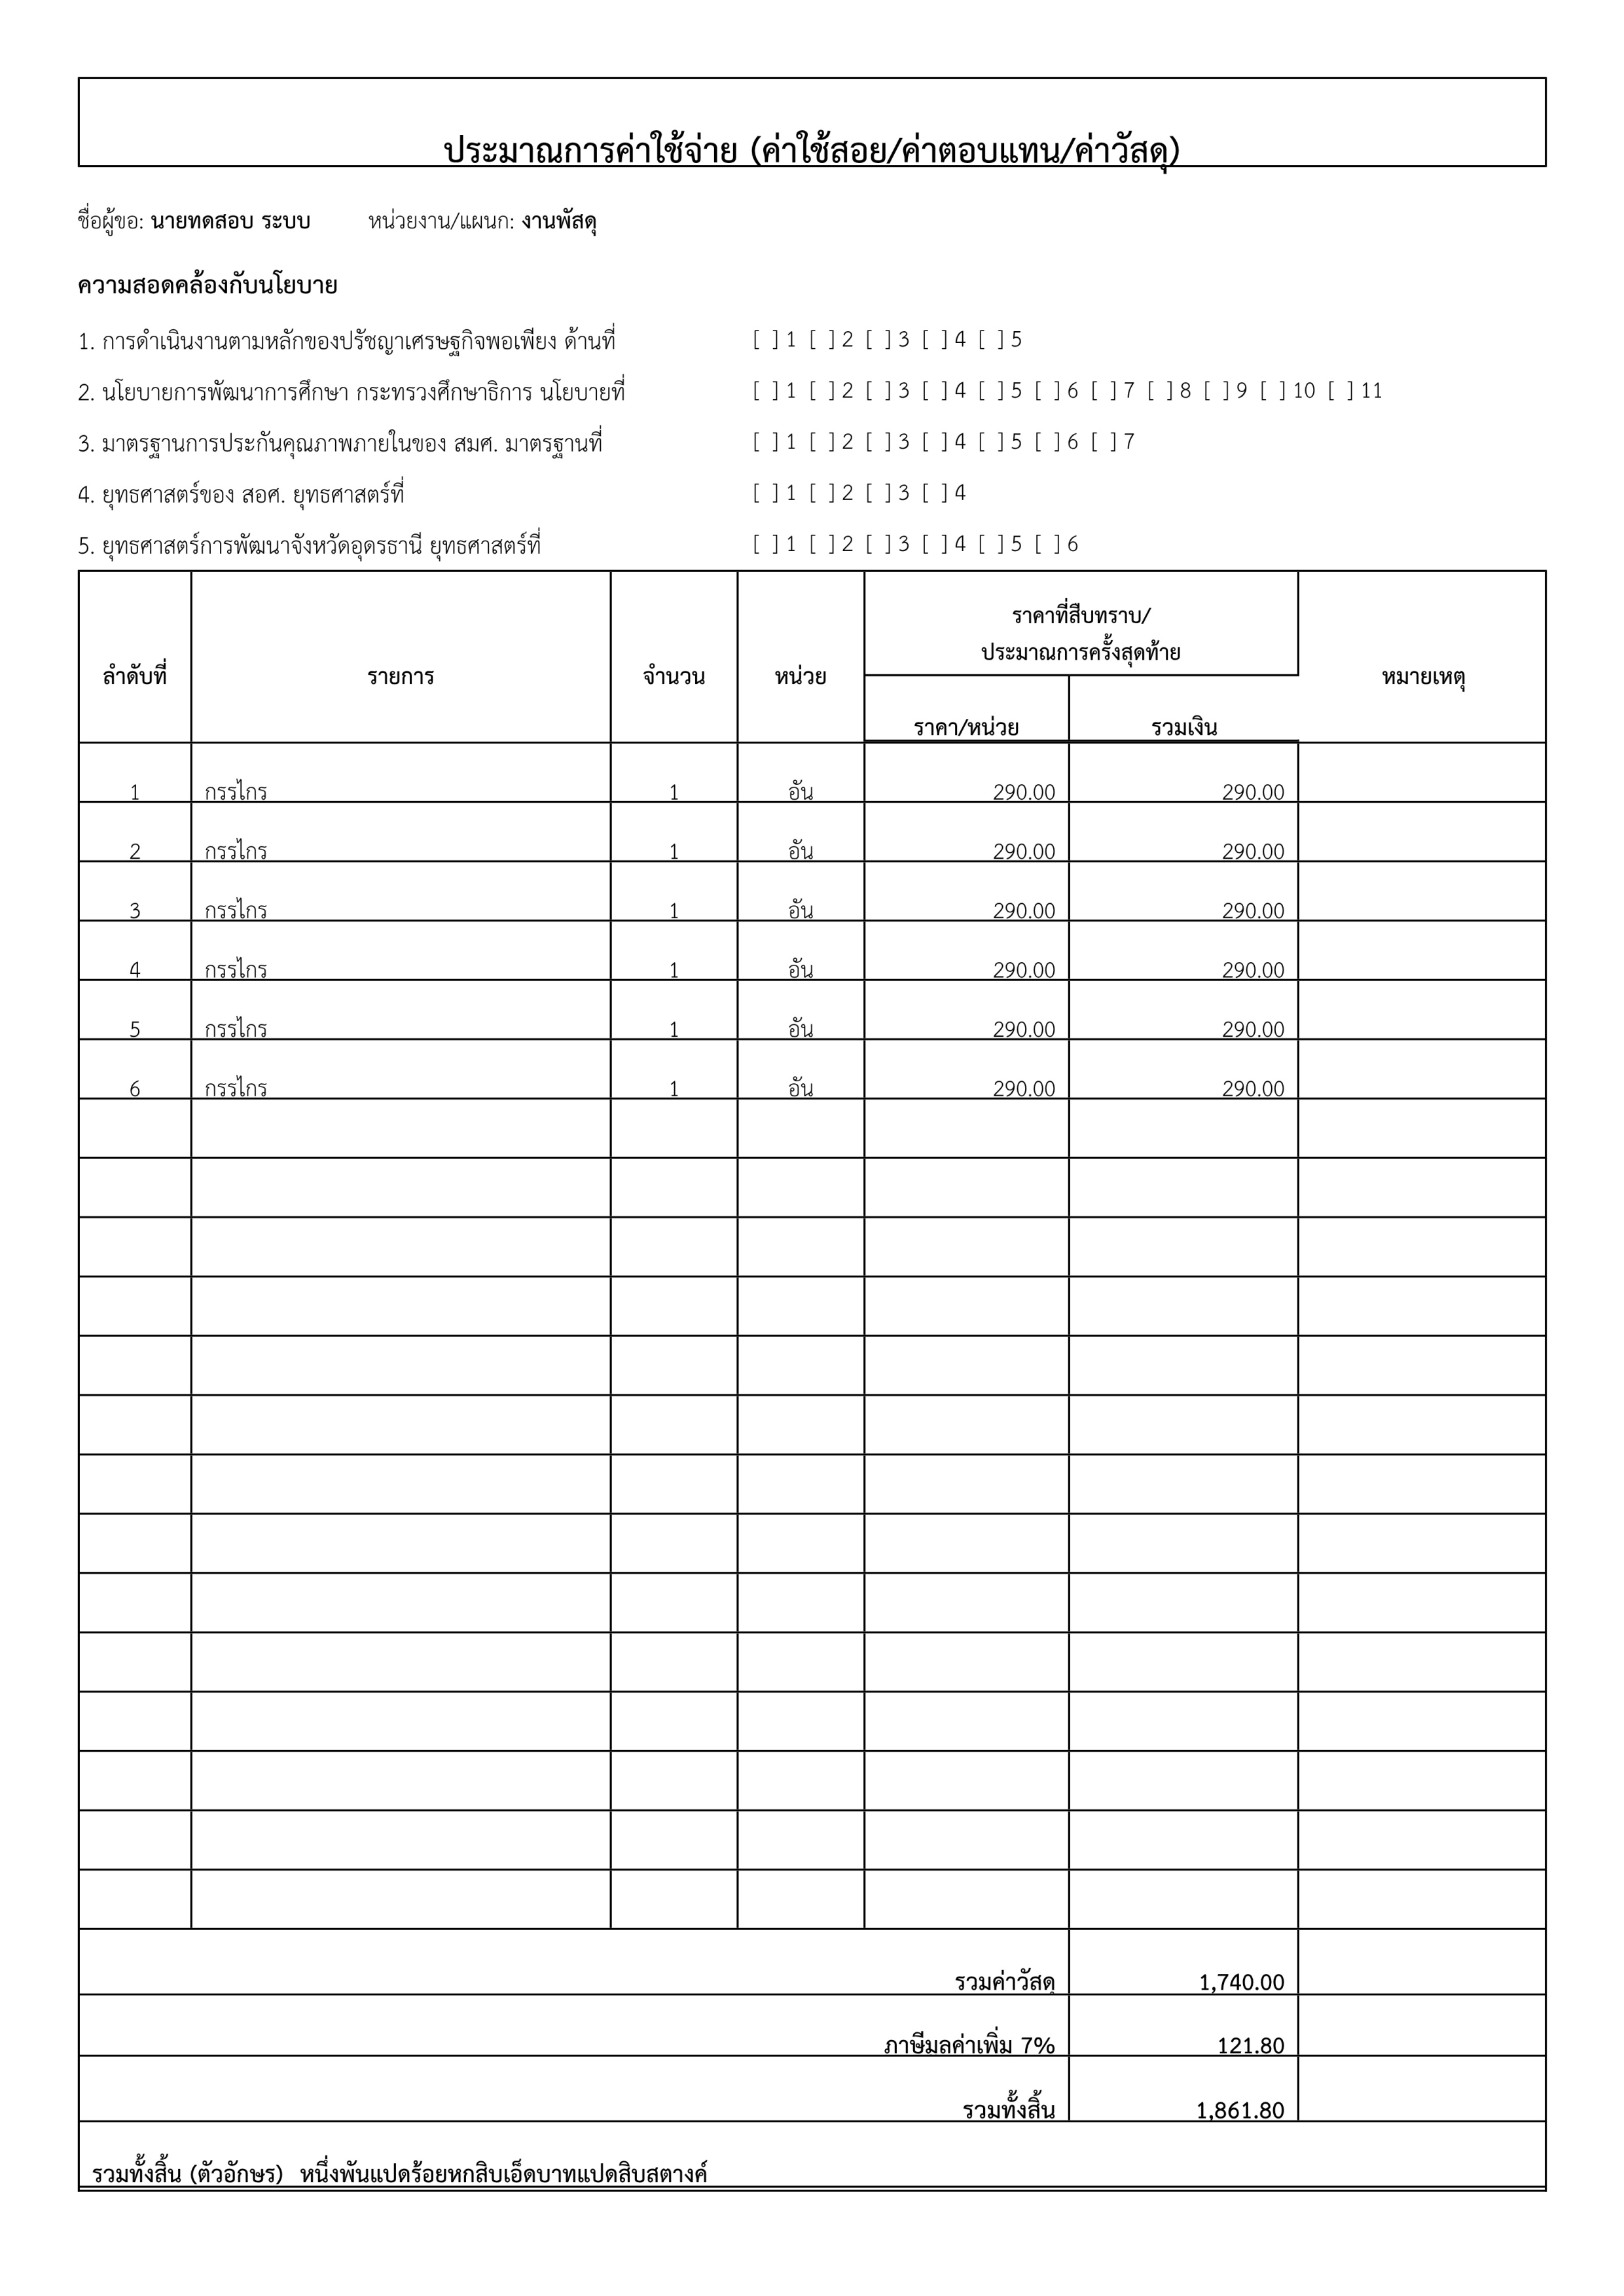 ประมาณการค่าใช้จ่าย (ค่าใช้สอย/ค่าตอบแทน/ค่าวัสดุ)
ชื่อผู้ขอ: นายทดสอบ ระบบ หน่วยงาน/แผนก: งานพัสดุ
ความสอดคล้องกับนโยบาย
1. การดำเนินงานตามหลักของปรัชญาเศรษฐกิจพอเพียง ด้านที่ [ ] 1 [ ] 2 [ ] 3 [ ] 4 [ ] 5
2. นโยบายการพัฒนาการศึกษา กระทรวงศึกษาธิการ นโยบายที่ [ ] 1 [ ] 2 [ ] 3 [ ] 4 [ ] 5 [ ] 6 [ ] 7 [ ] 8 [ ] 9 [ ] 10 [ ] 11
3. มาตรฐานการประกันคุณภาพภายในของ สมศ. มาตรฐานที่ [ ] 1 [ ] 2 [ ] 3 [ ] 4 [ ] 5 [ ] 6 [ ] 7
4. ยุทธศาสตร์ของ สอศ. ยุทธศาสตร์ที่ [ ] 1 [ ] 2 [ ] 3 [ ] 4
5. ยุทธศาสตร์การพัฒนาจังหวัดอุดรธานี ยุทธศาสตร์ที่ [ ] 1 [ ] 2 [ ] 3 [ ] 4 [ ] 5 [ ] 6
ราคาที่สืบทราบ/
ประมาณการครั้งสุดท้าย
ลำดับที่ รายการ จำนวน หน่วย หมายเหตุ
ราคา/หน่วย รวมเงิน
1 กรรไกร 1 อัน 290.00 290.00
2 กรรไกร 1 อัน 290.00 290.00
3 กรรไกร 1 อัน 290.00 290.00
4 กรรไกร 1 อัน 290.00 290.00
5 กรรไกร 1 อัน 290.00 290.00
6 กรรไกร 1 อัน 290.00 290.00
รวมค่าวัสดุ 1,740.00
ภาษีมูลค่าเพิ่ม 7% 121.80
รวมทั้งสิ้น 1,861.80
รวมทั้งสิ้น (ตัวอักษร) หนึ่งพันแปดร้อยหกสิบเอ็ดบาทแปดสิบสตางค์